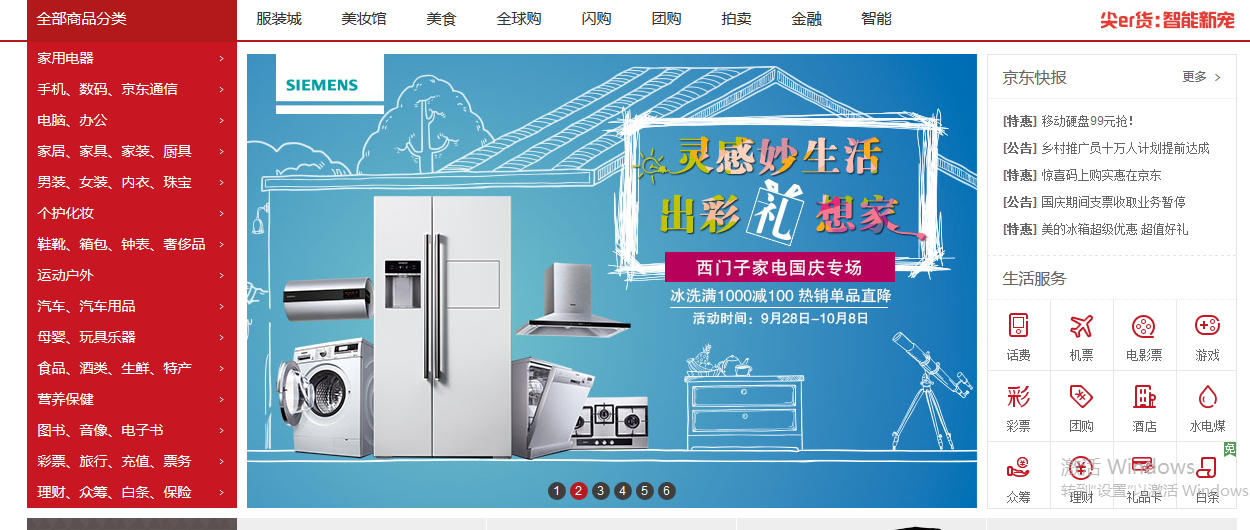 全部商品分类
服装城 美妆馆 美食 全球购 闪购 团购 拍卖 金融 智能
尖er货:智能新宠
家用电器
手机、数码、京东通信
电脑、办公
家居、家具、家装、厨具
男装、女装、内衣、珠宝
个护化妆
鞋靴、箱包、钟表、奢侈品
运动户外
汽车、汽车用品
母婴、玩具乐器
食品、酒类、生鲜、特产
营养保健
图书、音像、电子书
彩票、旅行、充值、票务
理财、众筹、白条、保险
SIEMENS
灵感妙生活
出彩 礼 想家
西门子家电国庆专场
冰洗满1000减100 热销单品直降
活动时间：9月28日-10月8日
1 2 3 4 5 6
京东快报 更多 >
[特惠] 移动硬盘99元抢！
[公告] 乡村推广员十万人计划提前达成
[特惠] 惊喜码上购实惠在京东
[公告] 国庆期间支票收取业务暂停
[特惠] 美的冰箱超级优惠 超值好礼
生活服务
话费 机票 电影票 游戏
彩
彩票 团购 酒店 水电煤
免
众筹 理财 礼品卡 白条
激活 Windows
转到"设置"以激活 Windows